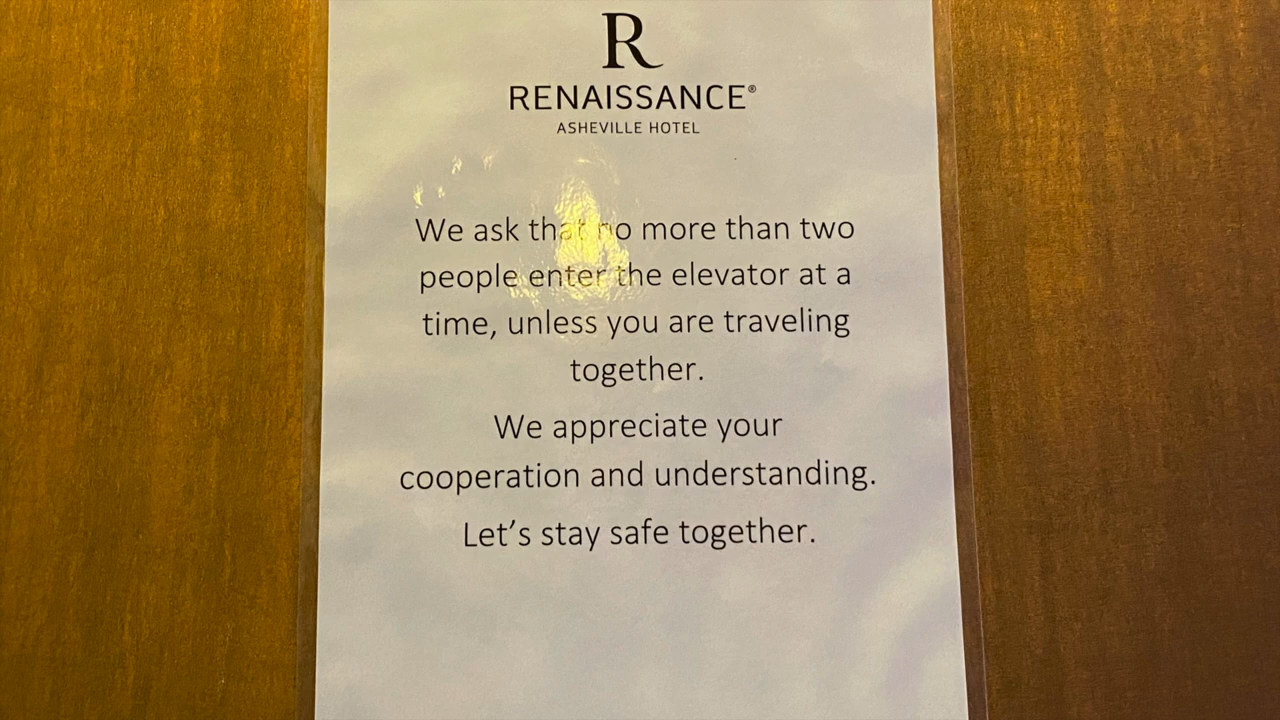 R
RENAISSANCE®
ASHEVILLE HOTEL
We ask that no more than two
people enter the elevator at a
time, unless you are traveling
together.
We appreciate your
cooperation and understanding.
Let’s stay safe together.